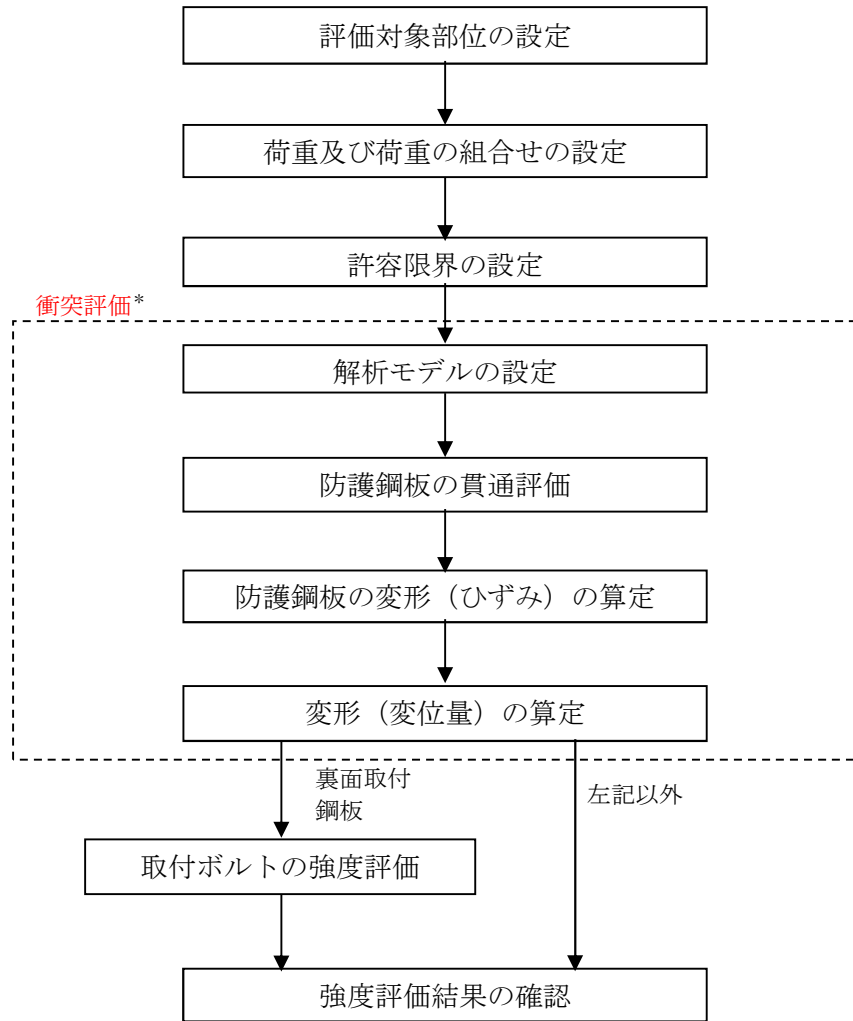 評価対象部位の設定
荷重及び荷重の組合せの設定
許容限界の設定
衝突評価*
解析モデルの設定
防護鋼板の貫通評価
防護鋼板の変形（ひずみ）の算定
変形（変位量）の算定
裏面取付
鋼板
左記以外
取付ボルトの強度評価
強度評価結果の確認